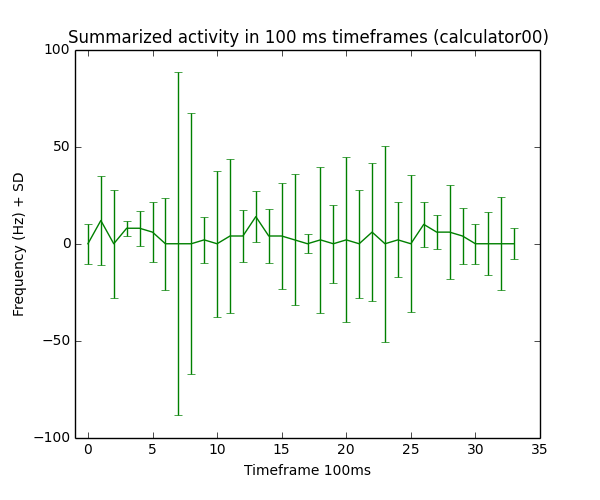 Summarized activity in 100 ms timeframes (calculator00)
100
50
0
−50
−100
Frequency (Hz) + SD
0 5 10 15 20 25 30 35
Timeframe 100ms